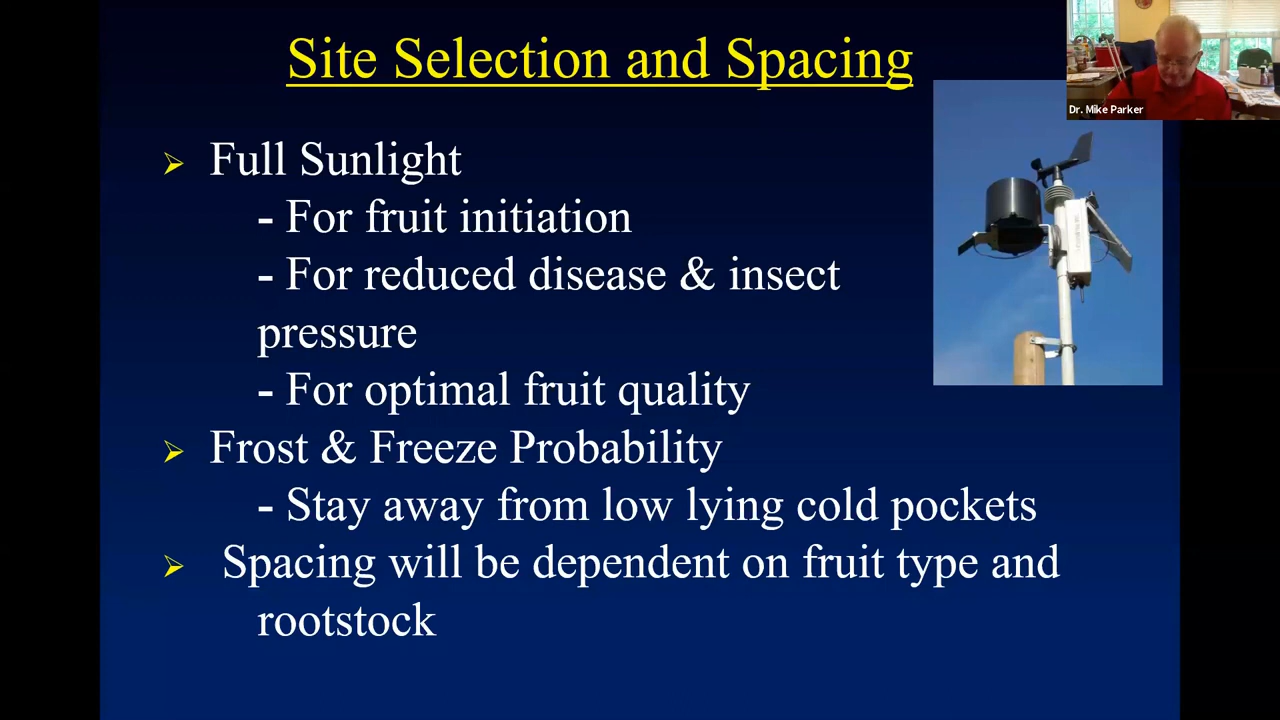 Site Selection and Spacing
Dr. Mike Parker
➢ Full Sunlight
- For fruit initiation
- For reduced disease & insect
pressure
- For optimal fruit quality
➢ Frost & Freeze Probability
- Stay away from low lying cold pockets
➢ Spacing will be dependent on fruit type and
rootstock